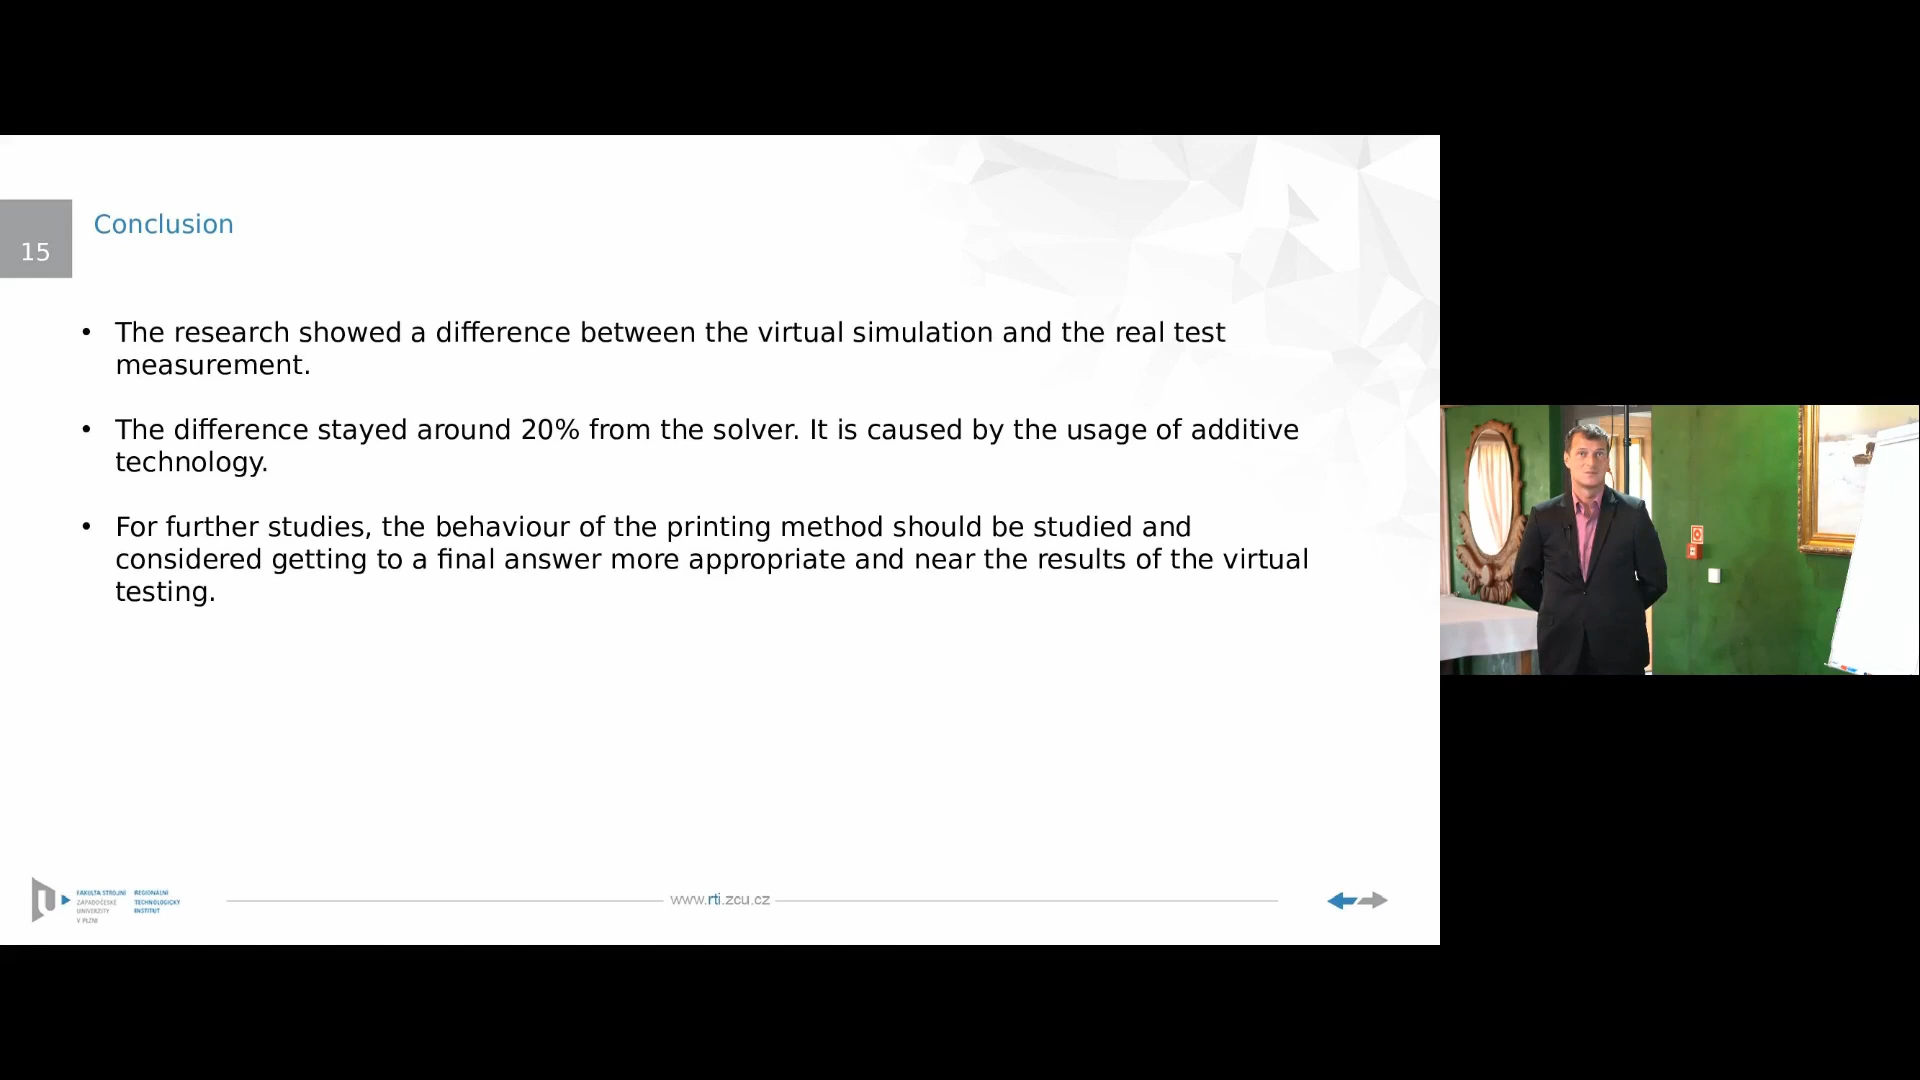 15
Conclusion
• The research showed a difference between the virtual simulation and the real test
measurement.
• The difference stayed around 20% from the solver. It is caused by the usage of additive
technology.
• For further studies, the behaviour of the printing method should be studied and
considered getting to a final answer more appropriate and near the results of the virtual
testing.
FAKULTA STROJNÍ
ZÁPADOČESKÉ
UNIVERZITY
V PLZNI
REGIONÁLNÍ
TECHNOLOGICKÝ
INSTITUT
www.rti.zcu.cz